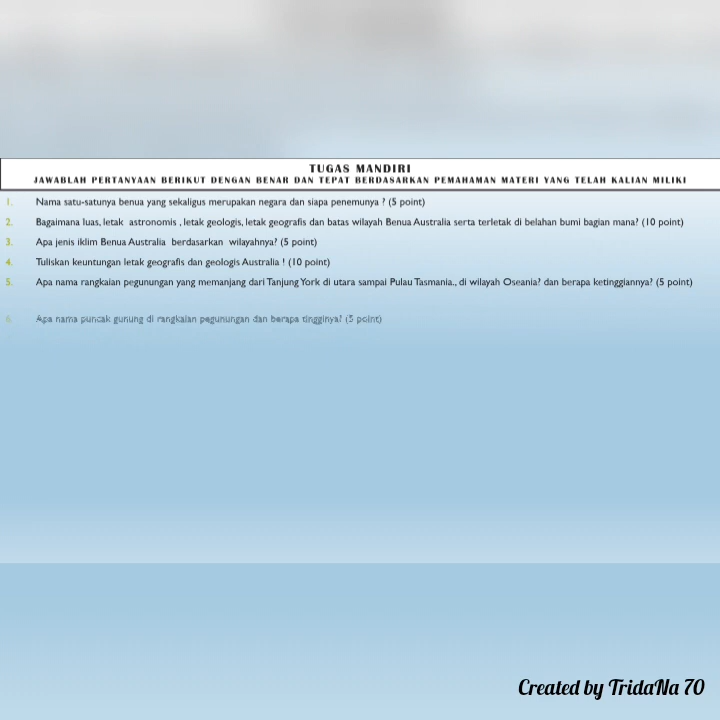 TUGAS MANDIRI
JAWABLAH PERTANYAAN BERIKUT DENGAN BENAR DAN TEPAT BERDASARKAN PEMAHAMAN MATERI YANG TELAH KALIAN MILIKI
1. Nama satu-satunya benua yang sekaligus merupakan negara dan siapa penemunya ? (5 point)
2. Bagaimana luas, letak astronomis , letak geologis, letak geografis dan batas wilayah Benua Australia serta terletak di belahan bumi bagian mana? (10 point)
3. Apa jenis iklim Benua Australia berdasarkan wilayahnya? (5 point)
4. Tuliskan keuntungan letak geografis dan geologis Australia ! (10 point)
5. Apa nama rangkaian pegunungan yang memanjang dari Tanjung York di utara sampai Pulau Tasmania., di wilayah Oseania? dan berapa ketinggiannya? (5 point)
6. Apa nama puncak gunung di rangkaian pegunungan dan berapa tingginya? (5 point)
Created by TridaNa 70